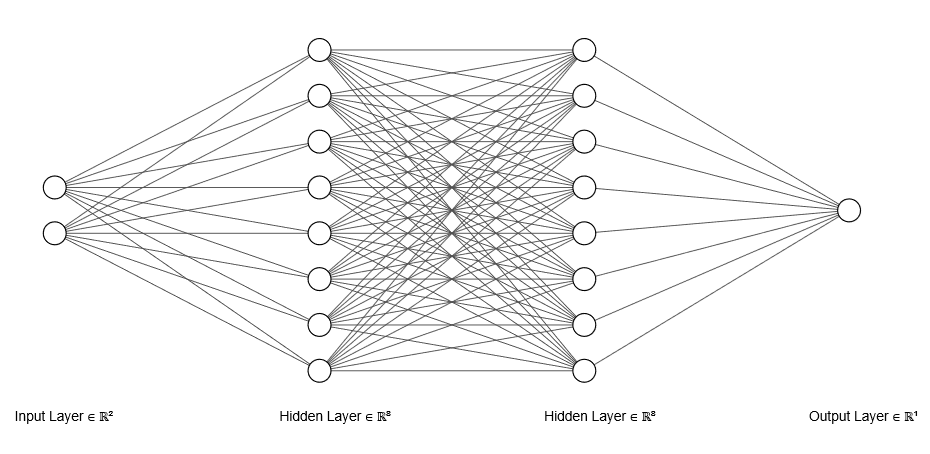 Input Layer ∈ ℝ²
Hidden Layer ∈ ℝ⁸
Hidden Layer ∈ ℝ⁸
Output Layer ∈ ℝ¹